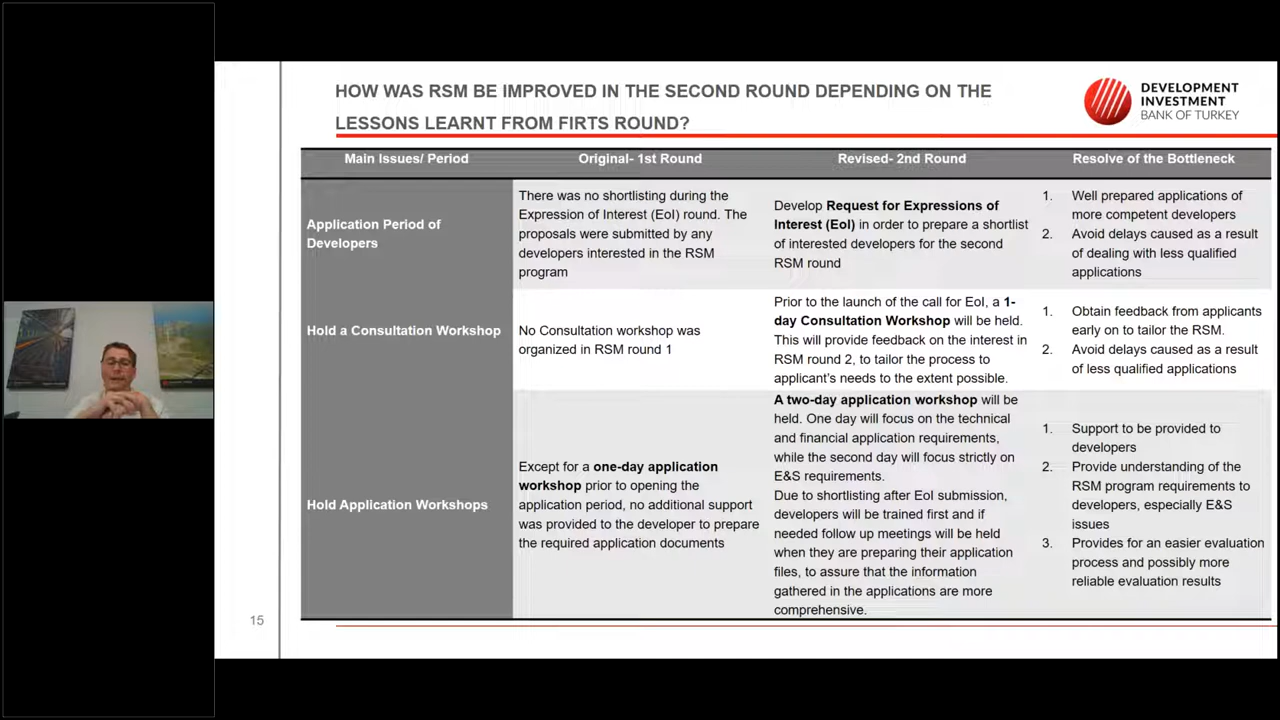 HOW WAS RSM BE IMPROVED IN THE SECOND ROUND DEPENDING ON THE
LESSONS LEARNT FROM FIRTS ROUND?
DEVELOPMENT
INVESTMENT
BANK OF TURKEY
Main Issues/ Period
Original- 1st Round
Revised- 2nd Round
Resolve of the Bottleneck
Application Period of
Developers
There was no shortlisting during the
Expression of Interest (EoI) round. The
proposals were submitted by any
developers interested in the RSM
program
Develop Request for Expressions of
Interest (EoI) in order to prepare a shortlist
of interested developers for the second
RSM round
1. Well prepared applications of
more competent developers
2. Avoid delays caused as a result
of dealing with less qualified
applications
Hold a Consultation Workshop
No Consultation workshop was
organized in RSM round 1
Prior to the launch of the call for EoI, a 1-
day Consultation Workshop will be held.
This will provide feedback on the interest in
RSM round 2, to tailor the process to
applicant's needs to the extent possible.
1. Obtain feedback from applicants
early on to tailor the RSM.
2. Avoid delays caused as a result
of less qualified applications
Hold Application Workshops
Except for a one-day application
workshop prior to opening the
application period, no additional support
was provided to the developer to prepare
the required application documents
A two-day application workshop will be
held. One day will focus on the technical
and financial application requirements,
while the second day will focus strictly on
E&S requirements.
Due to shortlisting after EoI submission,
developers will be trained first and if
needed follow up meetings will be held
when they are preparing their application
files, to assure that the information
gathered in the applications are more
comprehensive.
1. Support to be provided to
developers
2. Provide understanding of the
RSM program requirements to
developers, especially E&S
issues
3. Provides for an easier evaluation
process and possibly more
reliable evaluation results
15